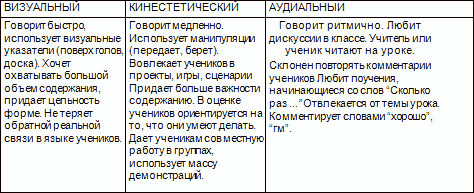 ВИЗУАЛЬНЫЙ
Говорит быстро,
использует визуальные
указатели (поверх голов,
доска). Хочет
охватывать большой
объем содержания,
придает цельность
форме. Не теряет
обратной реальной
связи в языке учеников.
КИНЕСТЕТИЧЕСКИЙ
Говорит медленно.
Использует манипуляции
(передает, берет).
Вовлекает учеников в
проекты, игры, сценарии
Придает больше важности
содержанию. В оценке
учеников ориентируется на
то, что они умеют делать.
Дает ученикам совместную
работу в группах,
использует массу
демонстраций.
АУДИАЛЬНЫЙ
Говорит ритмично. Любит
дискуссии в классе. Учитель или
ученик читают на уроке.
Склонен повторять комментарии
учеников Любит поучения,
начинающиеся со слов “Сколько
раз ...” Отвлекается от темы урока.
Комментирует словами “хорошо”,
“гм”.